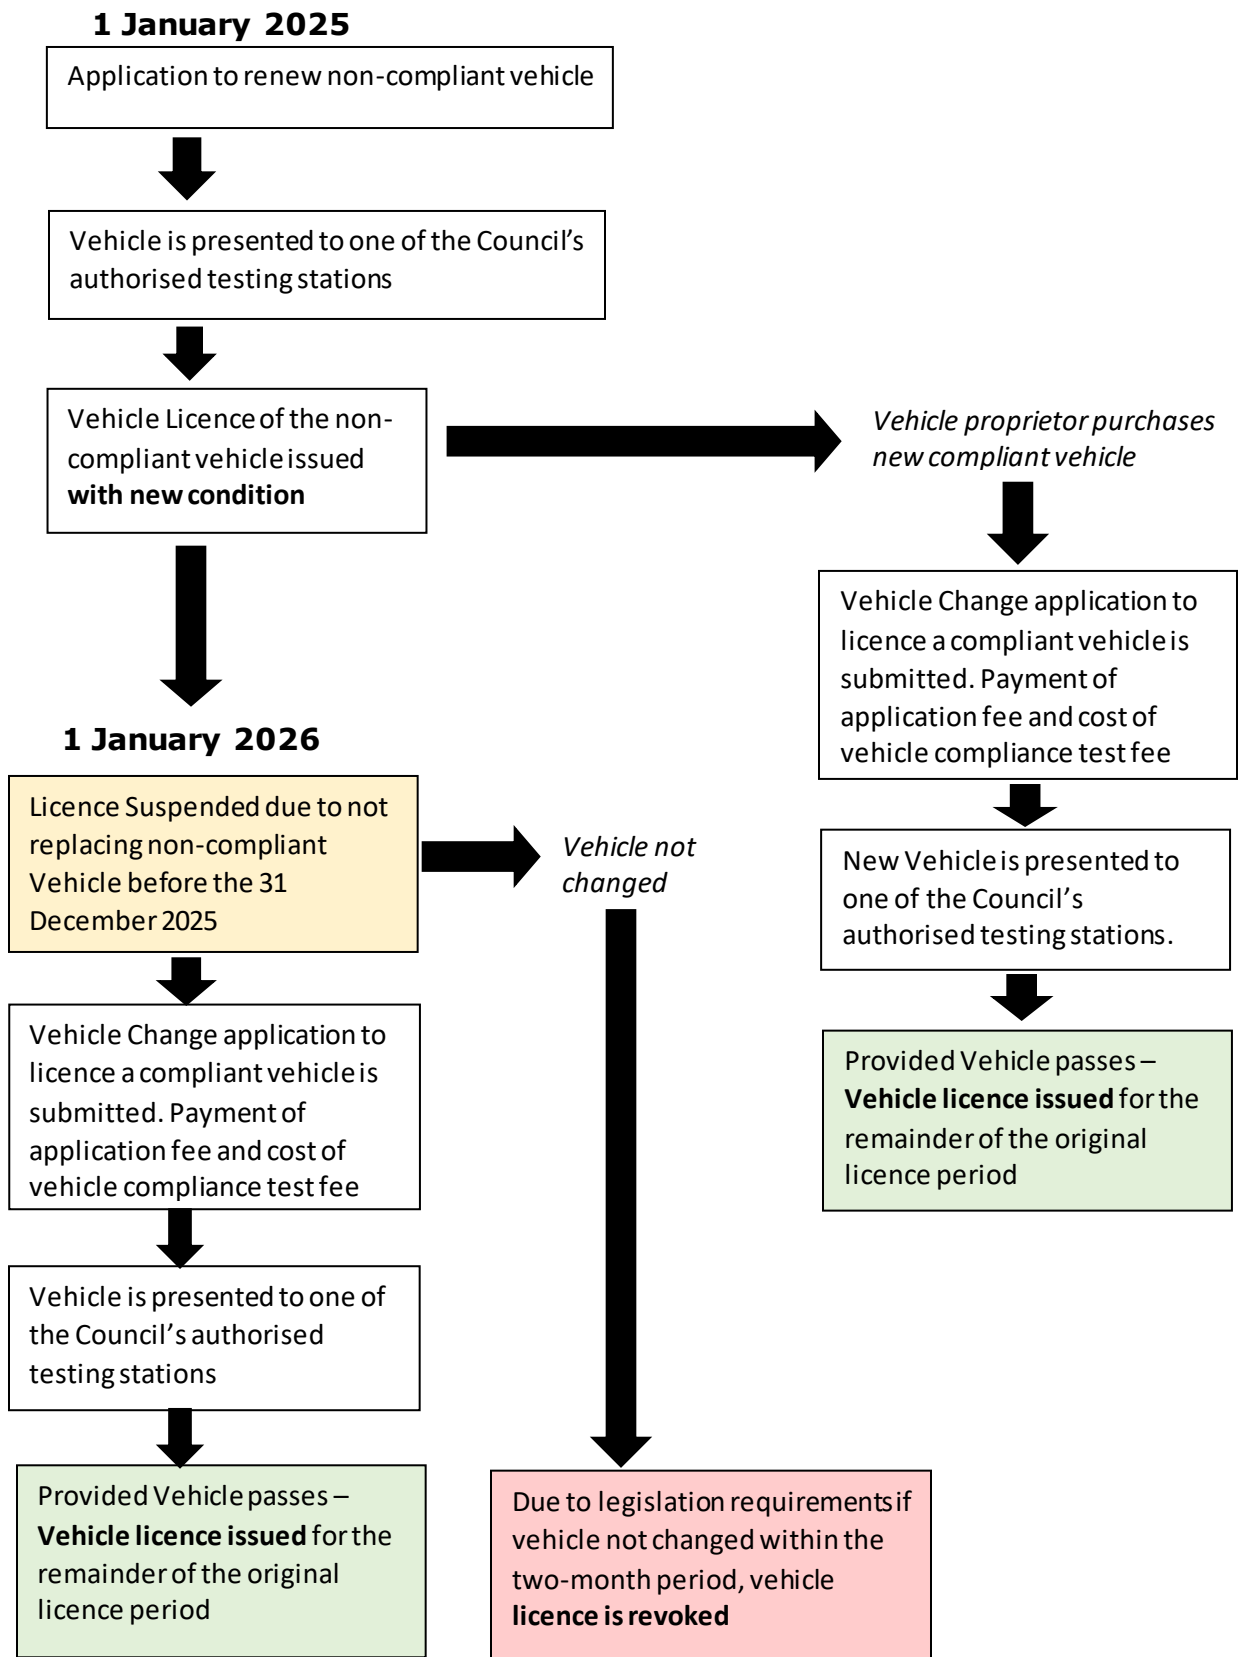 1 January 2025
Application to renew non-compliant vehicle
Vehicle is presented to one of the Council's
authorised testing stations
Vehicle Licence of the non-
compliant vehicle issued
with new condition
Vehicle proprietor purchases
new compliant vehicle
Vehicle Change application to
licence a compliant vehicle is
submitted. Payment of
application fee and cost of
vehicle compliance test fee
New Vehicle is presented to
one of the Council's
authorised testing stations.
Provided Vehicle passes –
Vehicle licence issued for the
remainder of the original
licence period
1 January 2026
Licence Suspended due to not
replacing non-compliant
Vehicle before the 31
December 2025
Vehicle not
changed
Vehicle Change application to
licence a compliant vehicle is
submitted. Payment of
application fee and cost of
vehicle compliance test fee
Vehicle is presented to one of
the Council's authorised
testing stations
Provided Vehicle passes –
Vehicle licence issued for the
remainder of the original
licence period
Due to legislation requirements if
vehicle not changed within the
two-month period, vehicle
licence is revoked